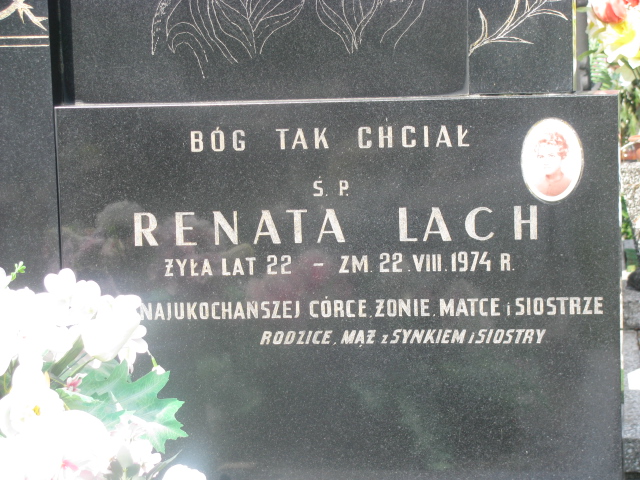 BÓG TAK CHCIAŁ
Ś. P.
RENATA LACH
ŻYŁA LAT 22 – ZM. 22. VIII. 1974 R.
NAJUKOCHAŃSZEJ CÓRCE, ŻONIE, MATCE i SIOSTRZE
RODZICE, MĄŻ z SYNKIEM i SIOSTRY